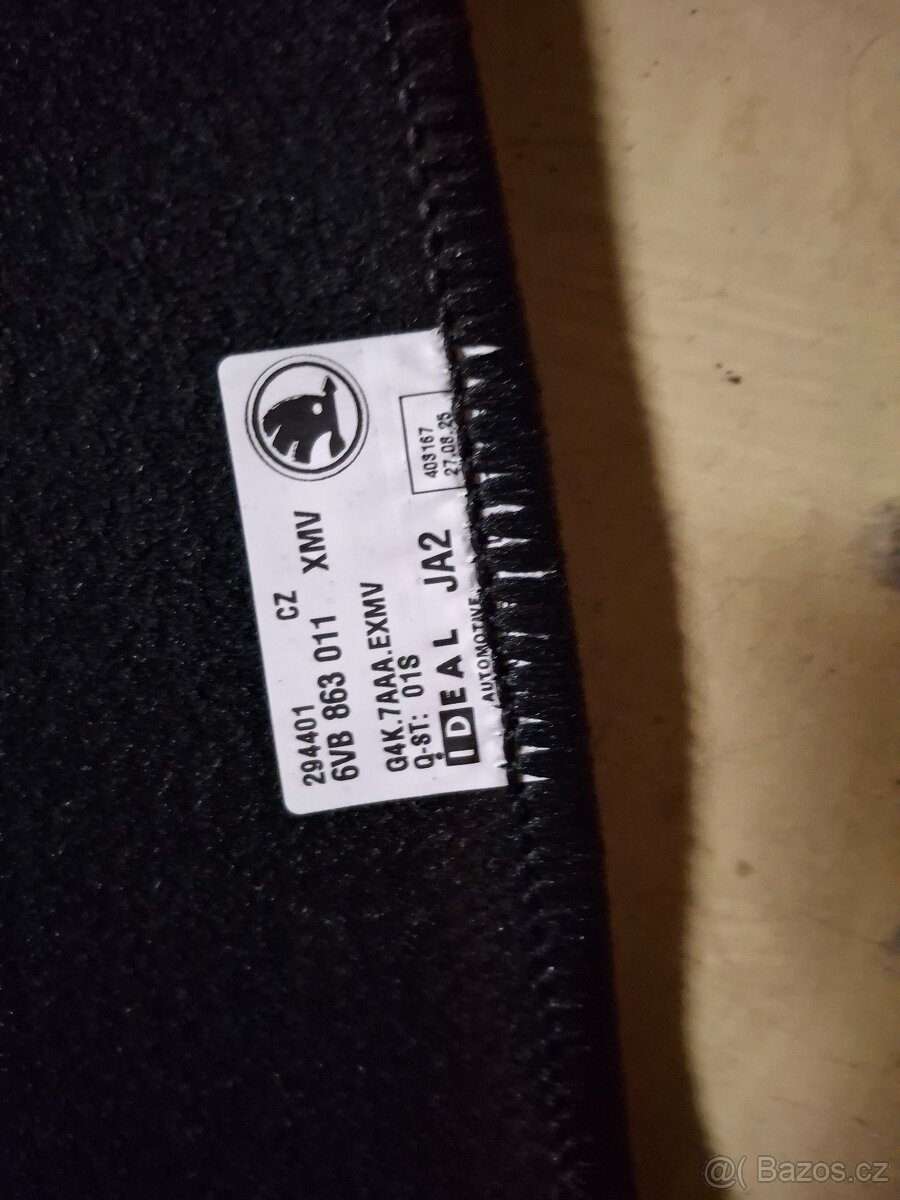 294401 CZ
6VB 863 011 XMV
G4K.7AAA.EXMV
Q-ST: 01S
iDEAL JA2
AUTOMOTIVE
403167
27.08.25
@( Bazos.cz